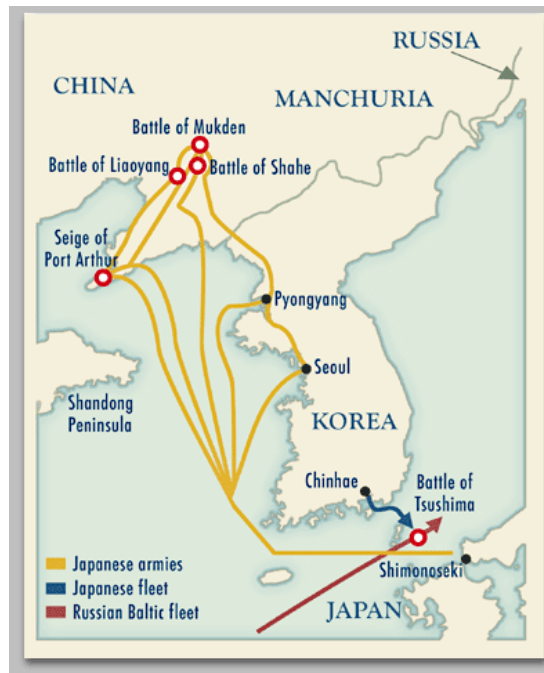 RUSSIA
CHINA
MANCHURIA
Battle of Mukden
Battle of Liaoyang
Battle of Shahe
Seige of
Port Arthur
Pyongyang
Seoul
Shandong
Peninsula
KOREA
Chinhae
Battle of
Tsushima
Shimonoseki
JAPAN
Japanese armies
Japanese fleet
Russian Baltic fleet